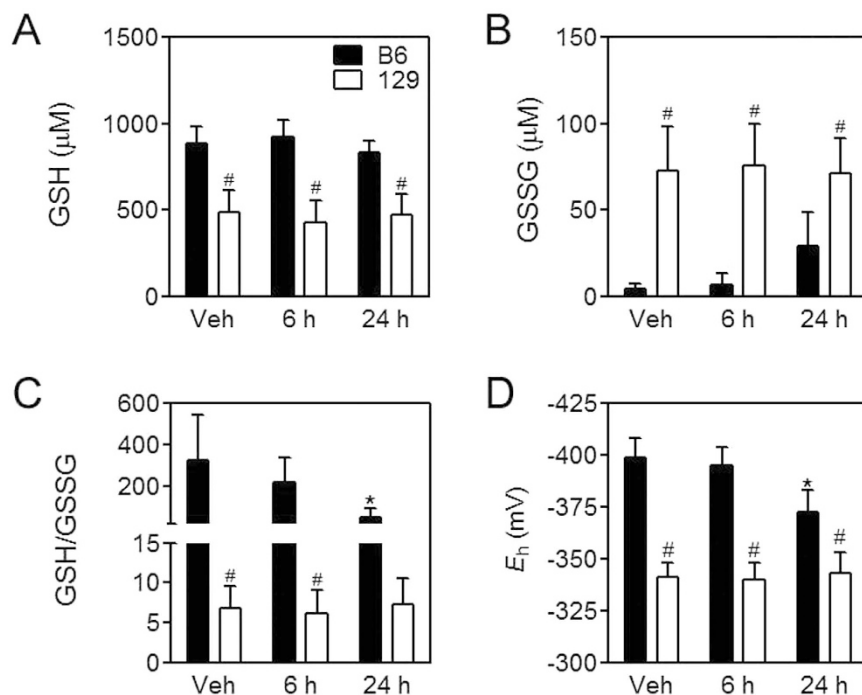 A
GSH (μM)
1500
1000
500
0
B6
129
#
#
#
Veh
6 h
24 h
B
GSSG (μM)
150
100
50
0
#
#
#
Veh
6 h
24 h
C
GSH/GSSG
600
400
200
15
10
5
0
*
#
#
Veh
6 h
24 h
D
Eh (mV)
-425
-400
-375
-350
-325
-300
*
#
#
#
Veh
6 h
24 h